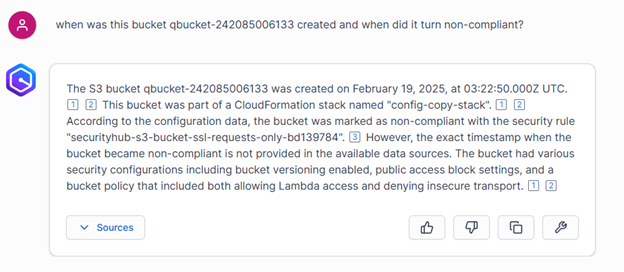 when was this bucket qbucket-242085006133 created and when did it turn non-compliant?
The S3 bucket qbucket-242085006133 was created on February 19, 2025, at 03:22:50.000Z UTC.
1 2 This bucket was part of a CloudFormation stack named "config-copy-stack". 1 2
According to the configuration data, the bucket was marked as non-compliant with the security rule
"securityhub-s3-bucket-ssl-requests-only-bd139784". 3 However, the exact timestamp when the
bucket became non-compliant is not provided in the available data sources. The bucket had various
security configurations including bucket versioning enabled, public access block settings, and a
bucket policy that included both allowing Lambda access and denying insecure transport. 1 2
Sources